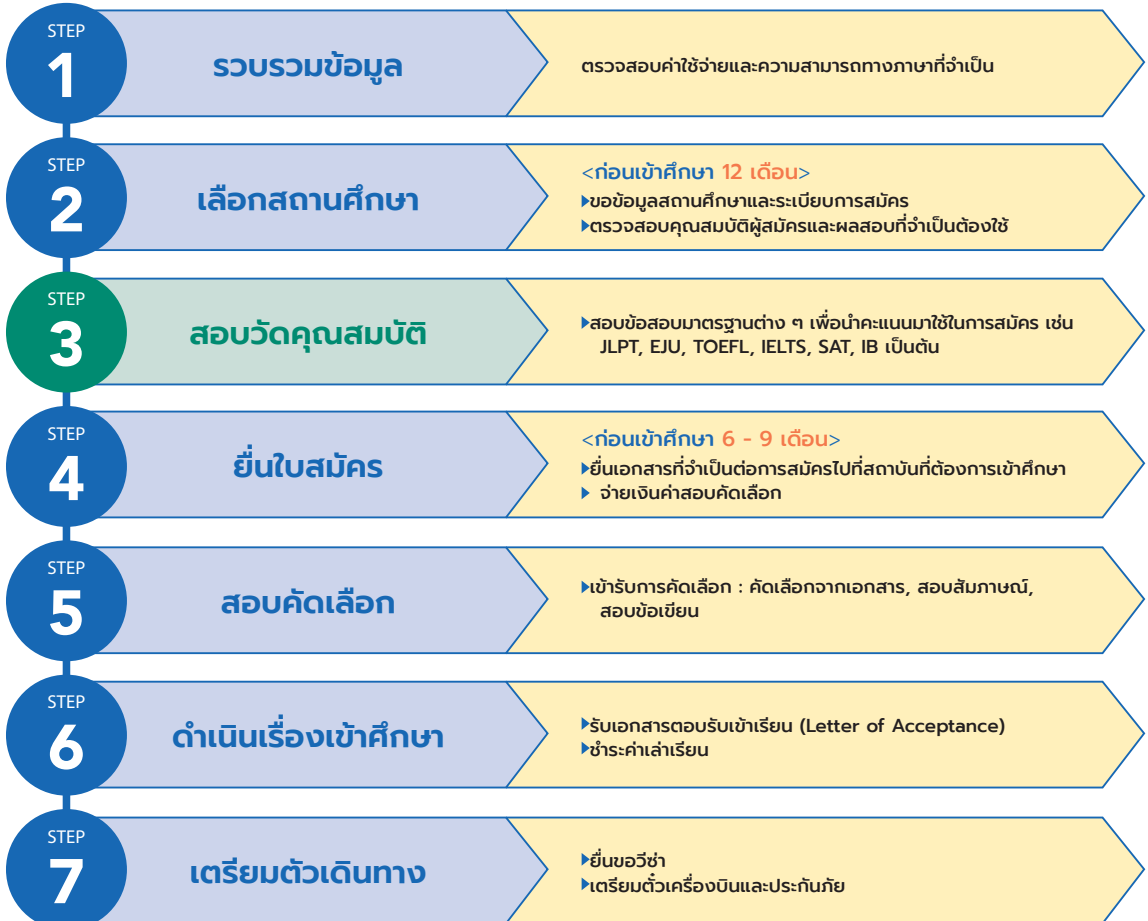 STEP
1
รวบรวมข้อมูล
ตรวจสอบค่าใช้จ่ายและความสามารถทางภาษาที่จำเป็น
STEP
2
เลือกสถานศึกษา
<ก่อนเข้าศึกษา 12 เดือน>
ขอข้อมูลสถานศึกษาและระเบียบการสมัคร
ตรวจสอบคุณสมบัติผู้สมัครและผลสอบที่จำเป็นต้องใช้
STEP
3
สอบวัดคุณสมบัติ
สอบข้อสอบมาตรฐานต่าง ๆ เพื่อนำคะแนนมาใช้ในการสมัคร เช่น
JLPT, EJU, TOEFL, IELTS, SAT, IB เป็นต้น
STEP
4
ยื่นใบสมัคร
<ก่อนเข้าศึกษา 6 - 9 เดือน>
ยื่นเอกสารที่จำเป็นต่อการสมัครไปที่สถาบันที่ต้องการเข้าศึกษา
จ่ายเงินค่าสอบคัดเลือก
STEP
5
สอบคัดเลือก
เข้ารับการคัดเลือก : คัดเลือกจากเอกสาร, สอบสัมภาษณ์,
สอบข้อเขียน
STEP
6
ดำเนินเรื่องเข้าศึกษา
รับเอกสารตอบรับเข้าเรียน (Letter of Acceptance)
ชำระค่าเล่าเรียน
STEP
7
เตรียมตัวเดินทาง
ยื่นขอวีซ่า
เตรียมตั๋วเครื่องบินและประกันภัย